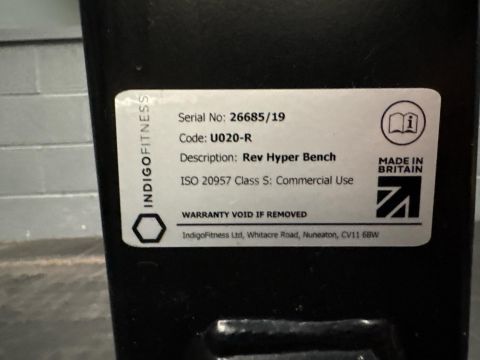 INDIGOFITNESS
Serial No: 26685/19
Code: U020-R
Description: Rev Hyper Bench
ISO 20957 Class S: Commercial Use
WARRANTY VOID IF REMOVED
IndigoFitness Ltd, Whitacre Road, Nuneaton, CV11 6BW
MADE IN
BRITAIN